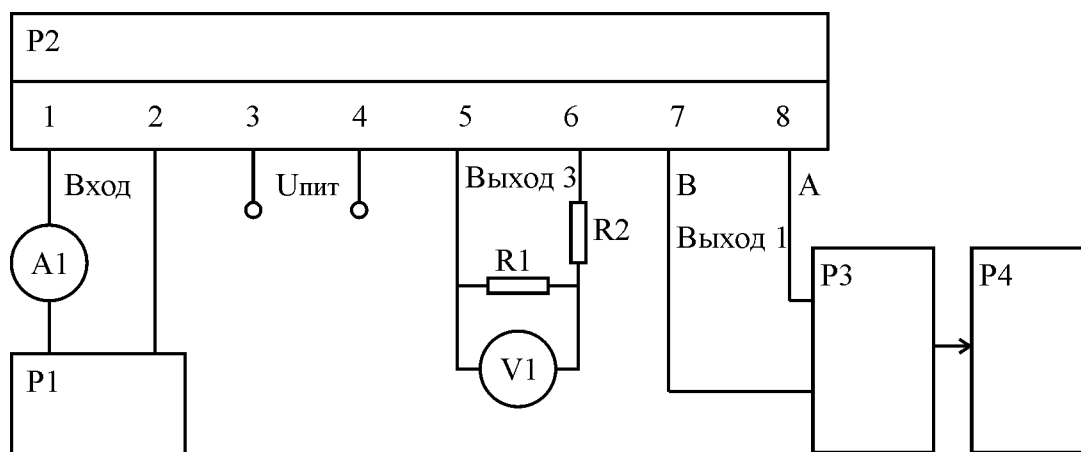 P2
1 2 3 4 5 6 7 8
Вход Uпит Выход 3 B A
R2
Выход 1
A1 R1 P3 P4
V1
P1